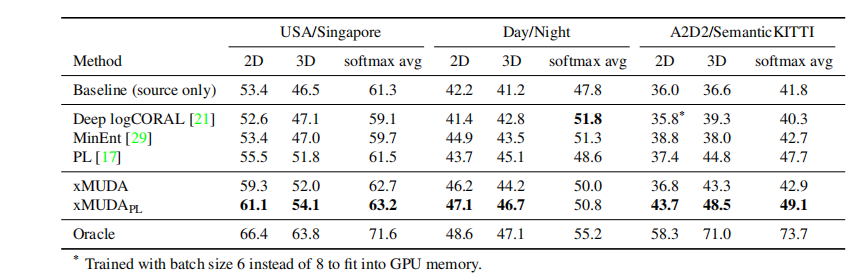 USA/Singapore Day/Night A2D2/SemanticKITTI
Method 2D 3D softmax avg 2D 3D softmax avg 2D 3D softmax avg
Baseline (source only) 53.4 46.5 61.3 42.2 41.2 47.8 36.0 36.6 41.8
Deep logCORAL [21] 52.6 47.1 59.1 41.4 42.8 51.8 35.8* 39.3 40.3
MinEnt [29] 53.4 47.0 59.7 44.9 43.5 51.3 38.8 38.0 42.7
PL [17] 55.5 51.8 61.5 43.7 45.1 48.6 37.4 44.8 47.7
xMUDA 59.3 52.0 62.7 46.2 44.2 50.0 36.8 43.3 42.9
xMUDAPL 61.1 54.1 63.2 47.1 46.7 50.8 43.7 48.5 49.1
Oracle 66.4 63.8 71.6 48.6 47.1 55.2 58.3 71.0 73.7
* Trained with batch size 6 instead of 8 to fit into GPU memory.